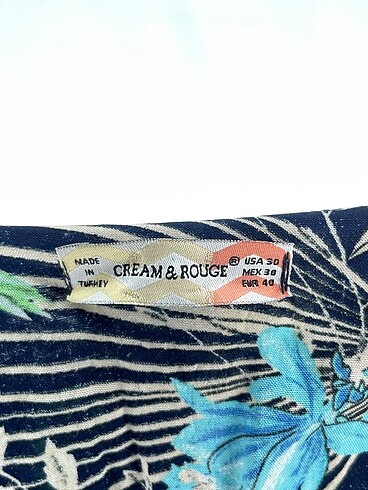 MADE
IN
TURKEY
CREAM & ROUGE®
USA 30
MEX 30
EUR 40